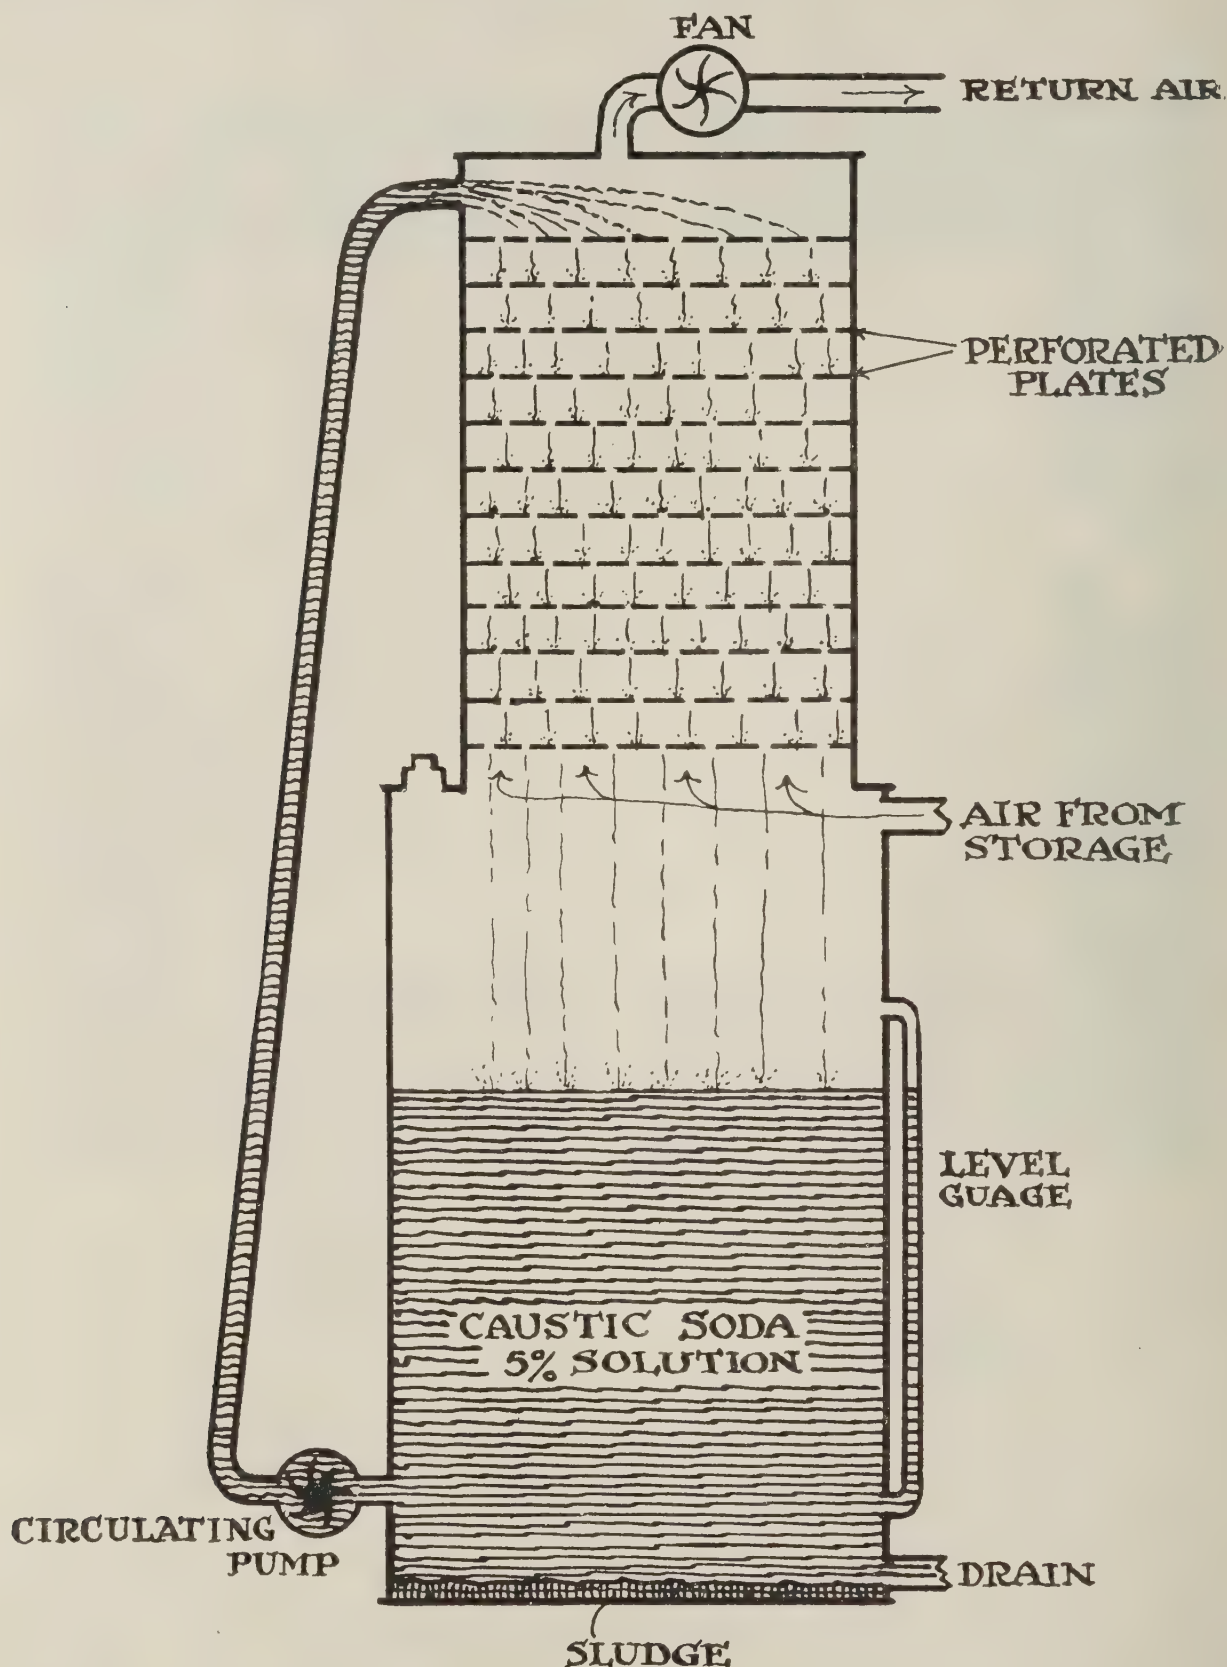 FAN
RETURN AIR
PERFORATED
PLATES
AIR FROM
STORAGE
LEVEL
GUAGE
CAUSTIC SODA
5% SOLUTION
CIRCULATING
PUMP
DRAIN
SLUDGE